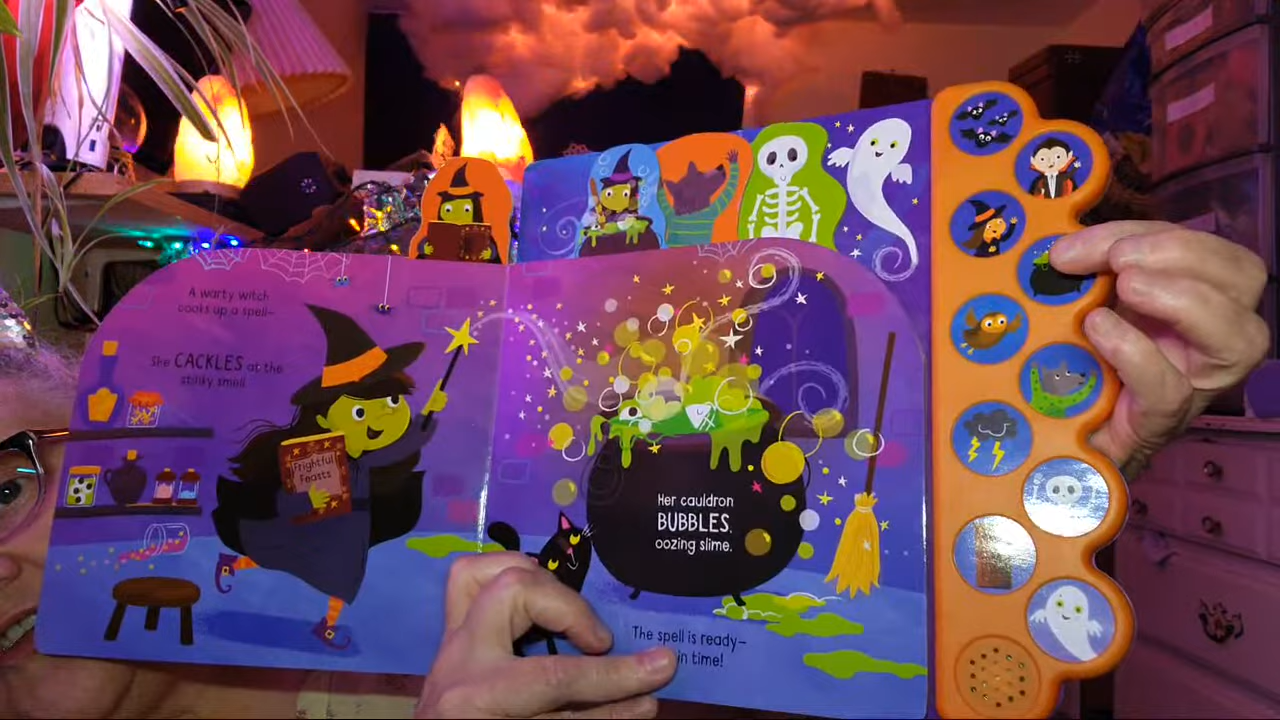 A warty witch
cooks up a spell–
She CACKLES at the
stinky smell
Frightful
Feasts
Her cauldron
BUBBLES,
oozing slime.
The spell is ready–
in time!